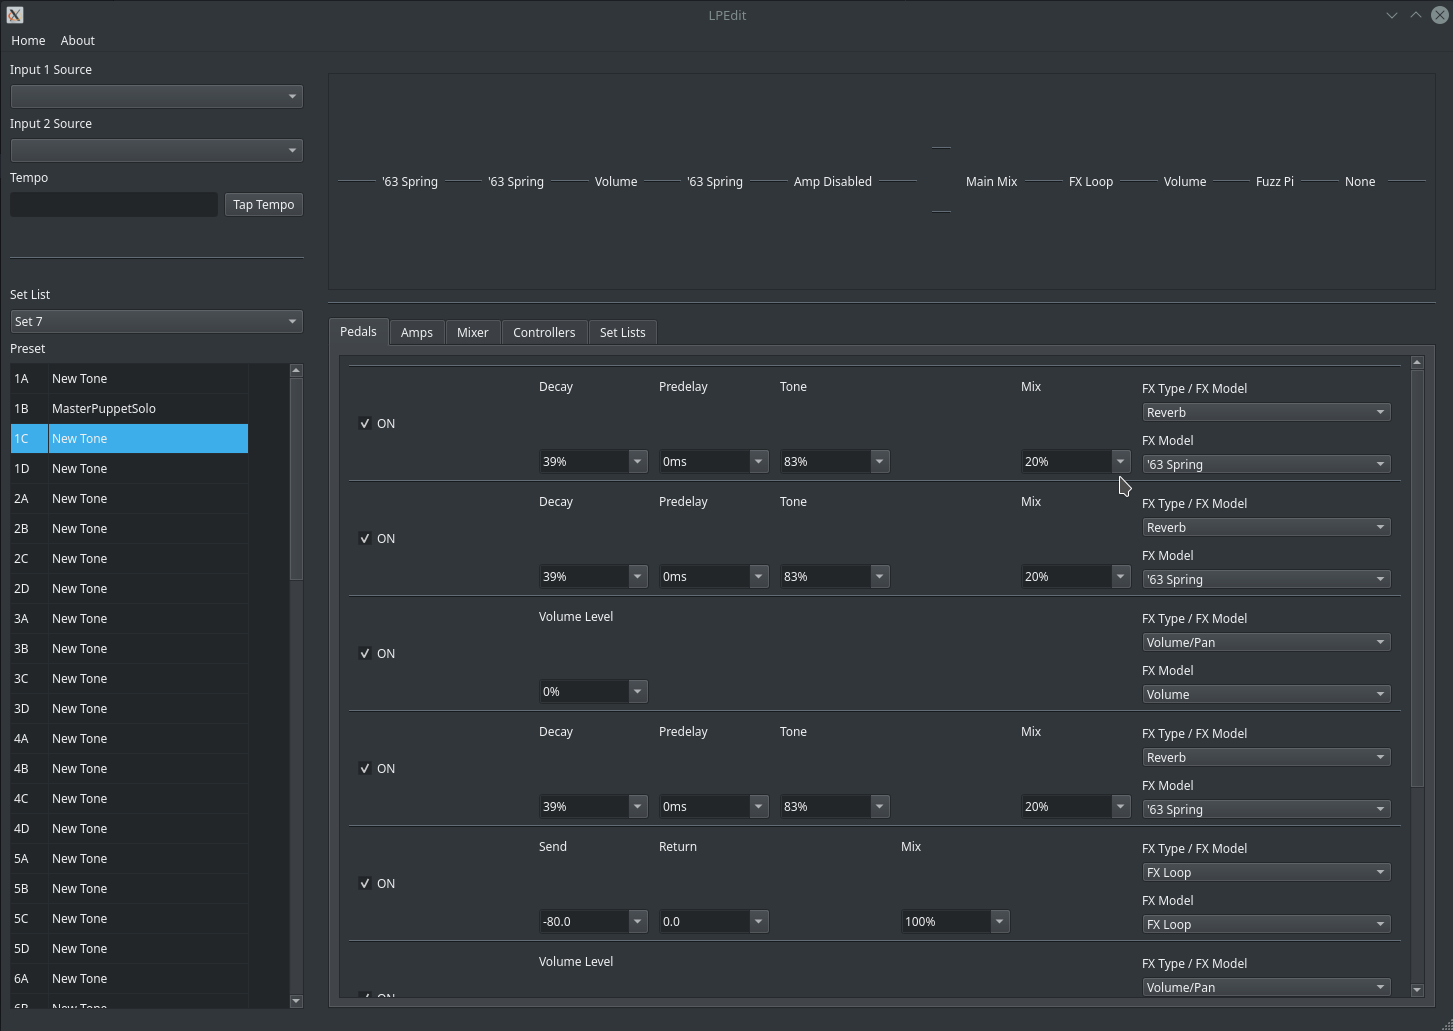 LPEdit
Home About
Input 1 Source
Input 2 Source
Tempo
Tap Tempo
'63 Spring '63 Spring Volume '63 Spring Amp Disabled Main Mix FX Loop Volume Fuzz Pi None
Set List
Set 7
Preset
1A New Tone
1B MasterPuppetSolo
1C New Tone
1D New Tone
2A New Tone
2B New Tone
2C New Tone
2D New Tone
3A New Tone
3B New Tone
3C New Tone
3D New Tone
4A New Tone
4B New Tone
4C New Tone
4D New Tone
5A New Tone
5B New Tone
5C New Tone
5D New Tone
6A New Tone
6B New Tone
Pedals Amps Mixer Controllers Set Lists
Decay Predelay Tone Mix FX Type / FX Model
ON Reverb
FX Model
39% 0ms 83% 20% '63 Spring
Decay Predelay Tone Mix FX Type / FX Model
ON Reverb
FX Model
39% 0ms 83% 20% '63 Spring
Volume Level FX Type / FX Model
ON Volume/Pan
FX Model
0% Volume
Decay Predelay Tone Mix FX Type / FX Model
ON Reverb
FX Model
39% 0ms 83% 20% '63 Spring
Send Return Mix FX Type / FX Model
ON FX Loop
FX Model
-80.0 0.0 100% FX Loop
Volume Level FX Type / FX Model
ON Volume/Pan